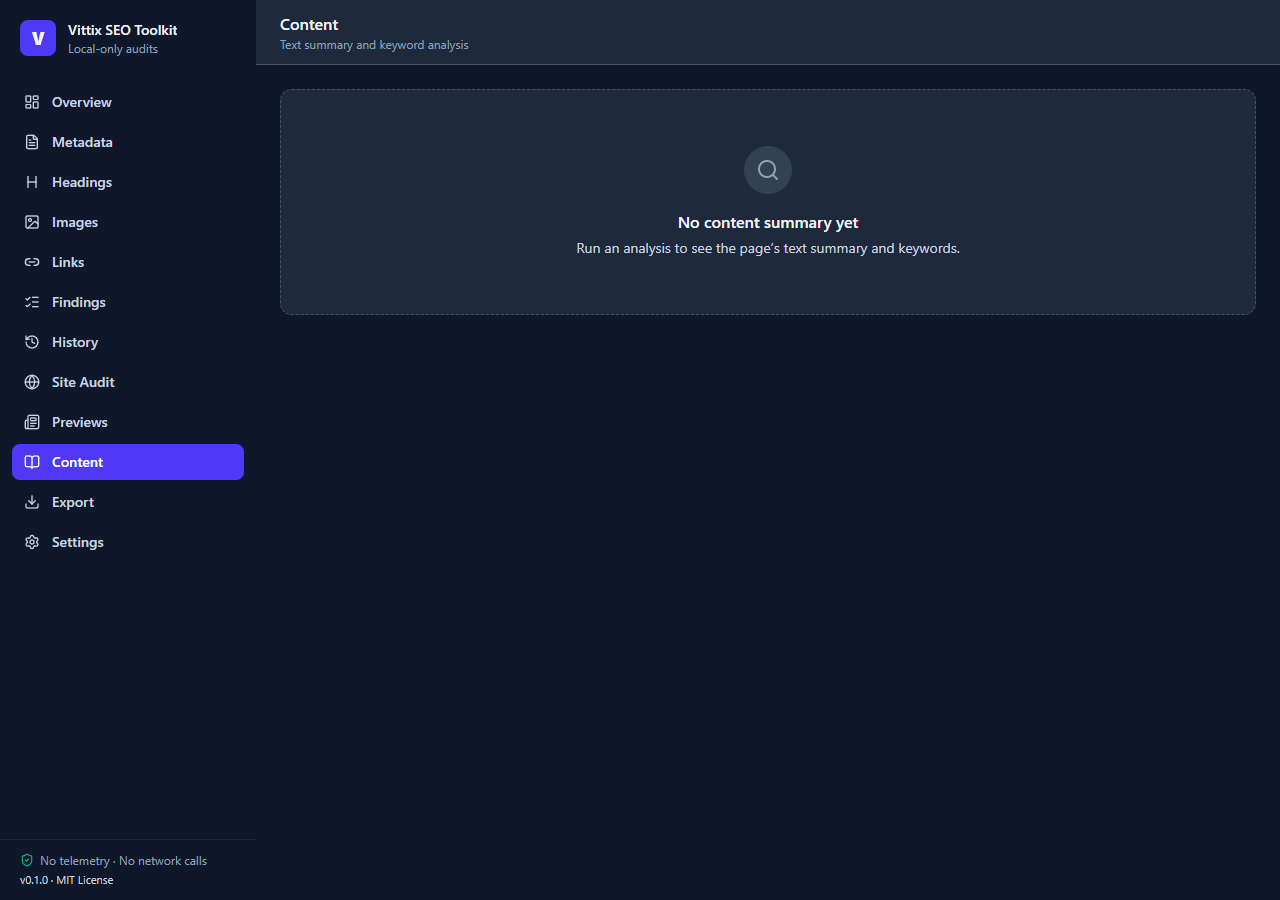 V
Vittix SEO Toolkit
Local-only audits
Overview
Metadata
Headings
Images
Links
Findings
History
Site Audit
Previews
Content
Export
Settings
No telemetry · No network calls
v0.1.0 · MIT License
Content
Text summary and keyword analysis
No content summary yet
Run an analysis to see the page's text summary and keywords.